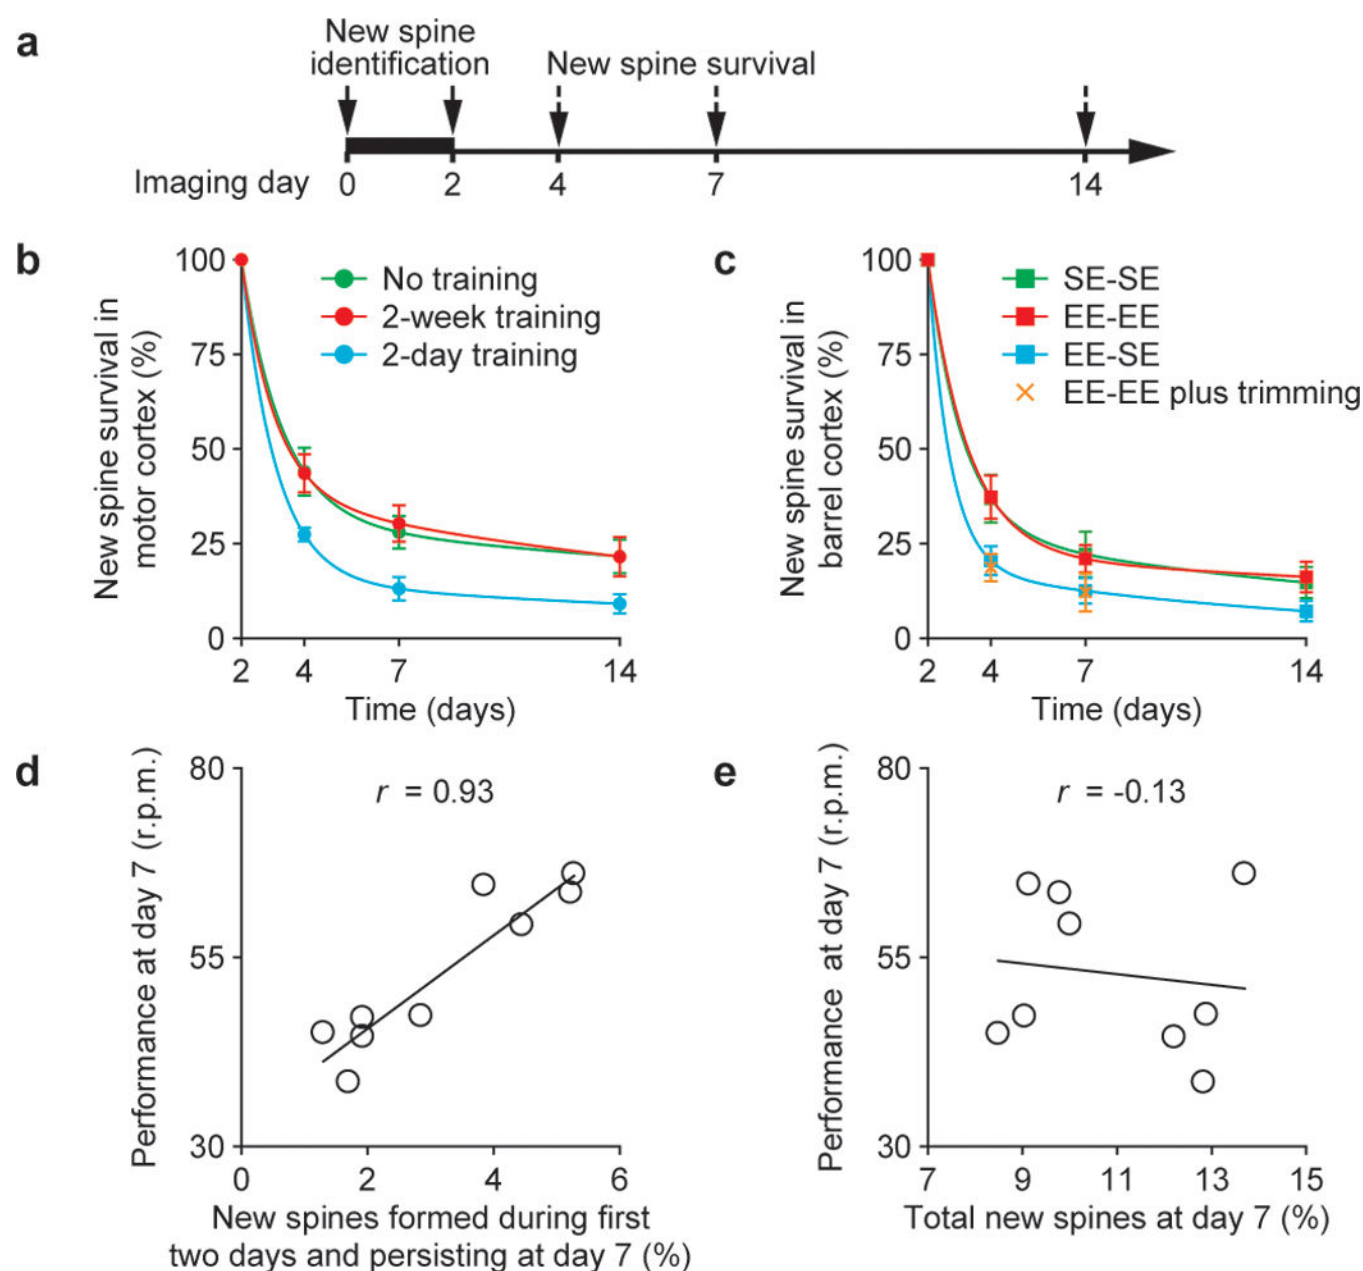 a
New spine
identification
New spine survival
Imaging day
0 2 4 7 14
b
New spine survival in
motor cortex (%)
100
75
50
25
0
No training
2-week training
2-day training
2 4 7 14
Time (days)
c
New spine survival in
barrel cortex (%)
100
75
50
25
0
SE-SE
EE-EE
EE-SE
EE-EE plus trimming
2 4 7 14
Time (days)
d
Performance at day 7 (r.p.m.)
80
55
30
r = 0.93
0 2 4 6
New spines formed during first
two days and persisting at day 7 (%)
e
Performance at day 7 (r.p.m.)
80
55
30
r = -0.13
7 9 11 13 15
Total new spines at day 7 (%)